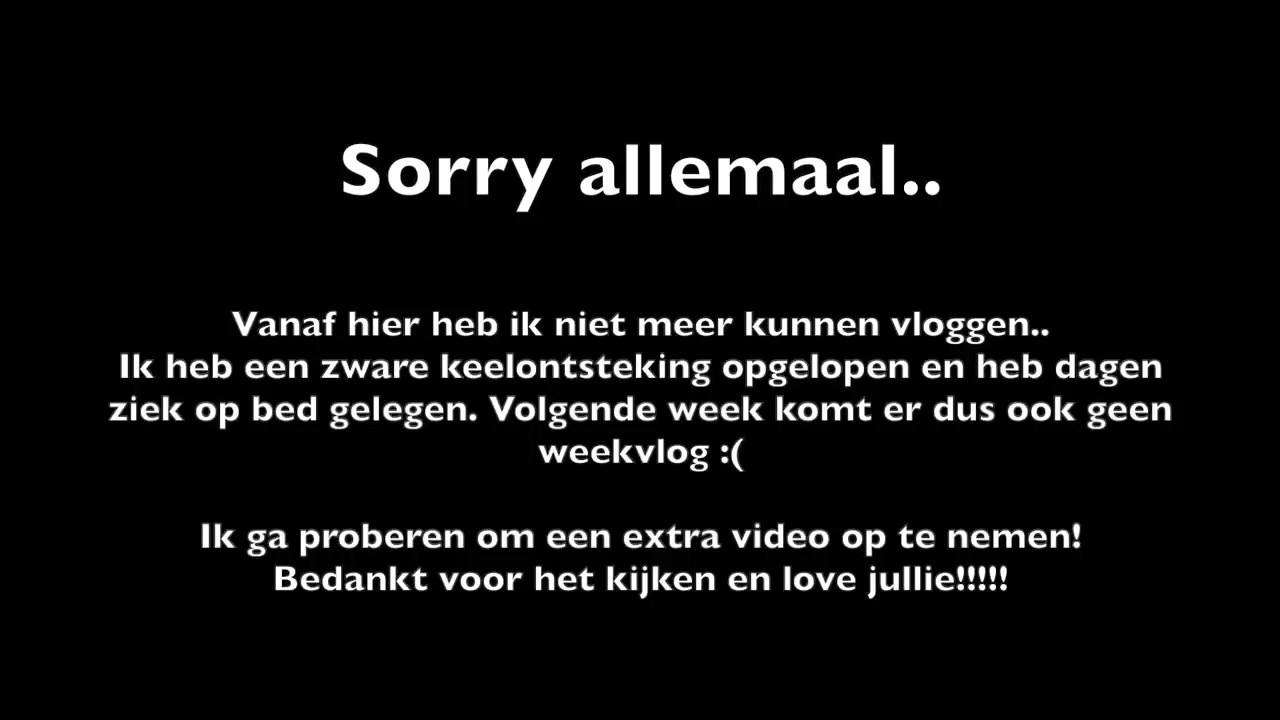 Sorry allemaal..
Vanaf hier heb ik niet meer kunnen vloggen..
Ik heb een zware keelontsteking opgelopen en heb dagen
ziek op bed gelegen. Volgende week komt er dus ook geen
weekvlog :(
Ik ga proberen om een extra video op te nemen!
Bedankt voor het kijken en love jullie!!!!!